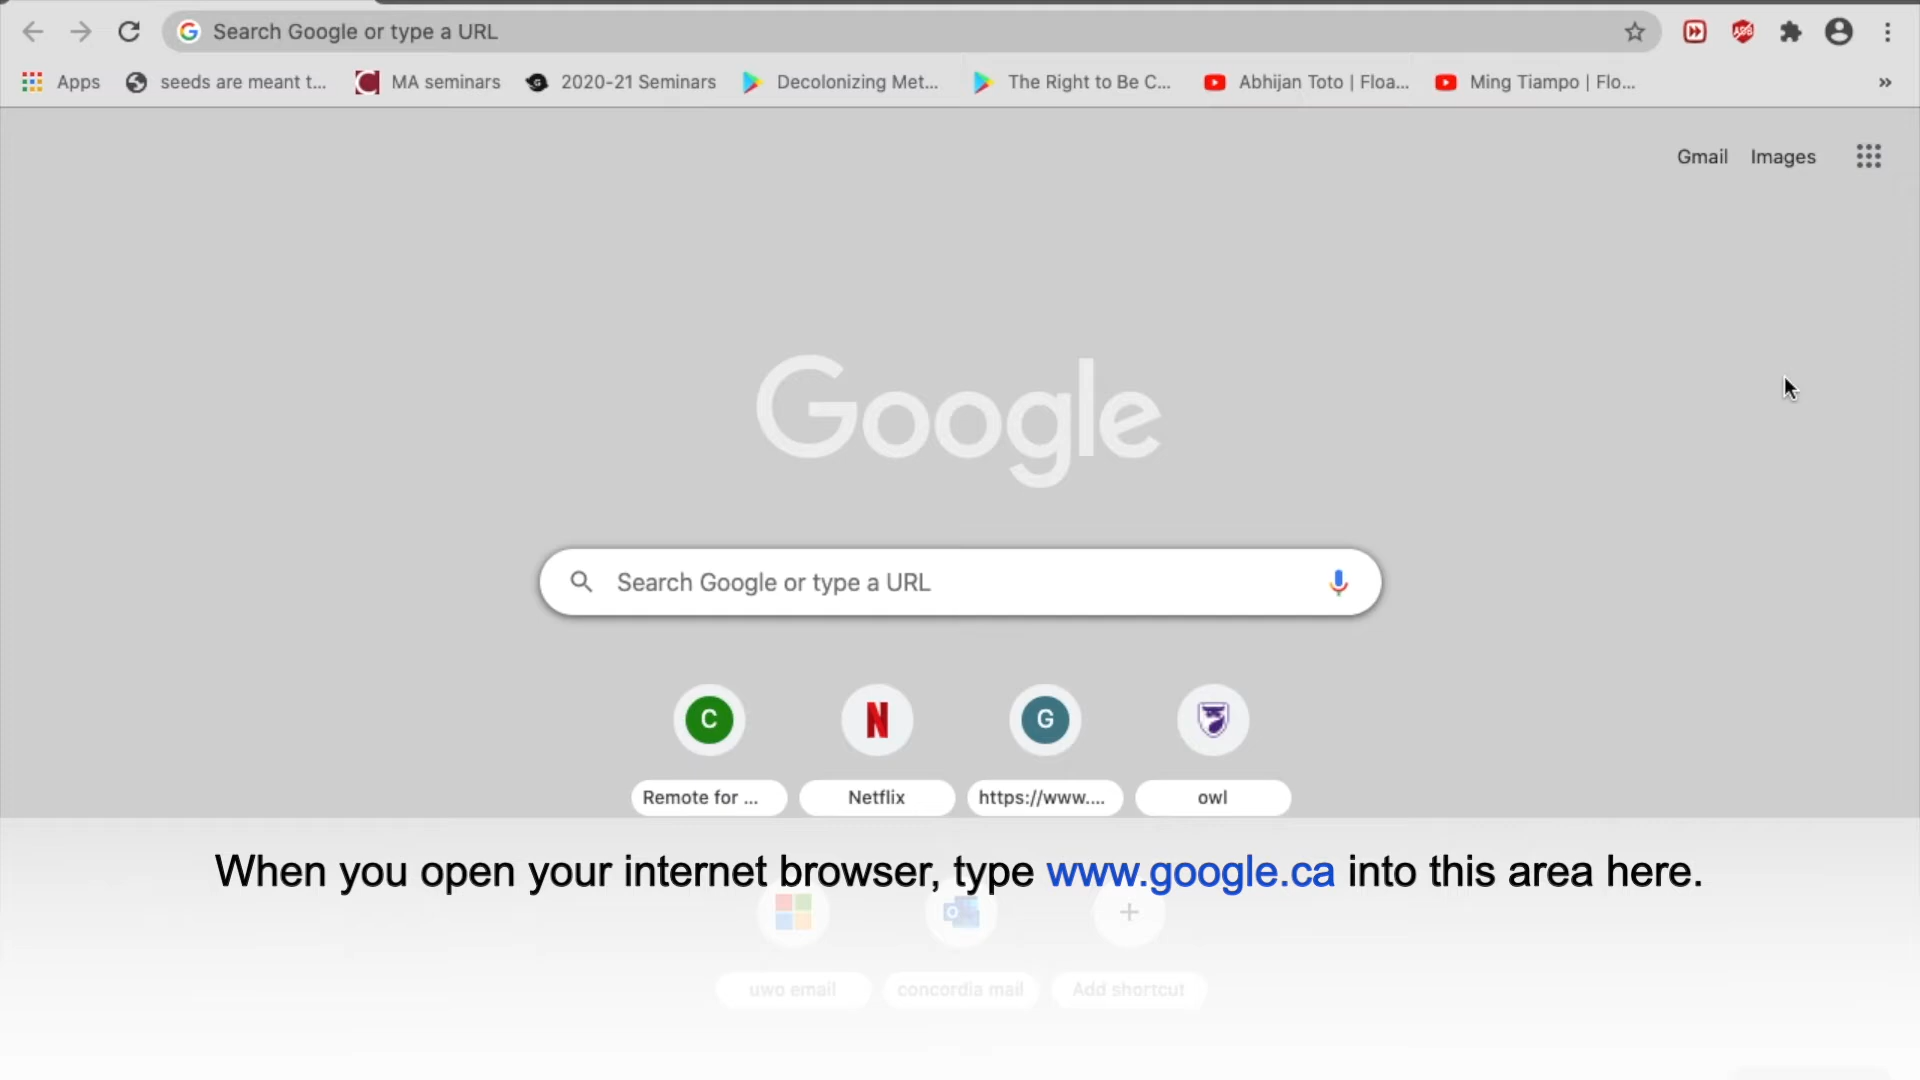 Search Google or type a URL
Apps seeds are meant t... MA seminars 2020-21 Seminars Decolonizing Met... The Right to Be C... Abhijan Toto | Floa... Ming Tiampo | Flo... »
Gmail Images
Google
Search Google or type a URL
C N G
Remote for ... Netflix https://www.... owl
When you open your internet browser, type www.google.ca into this area here.
uwo email concordia mail Add shortcut